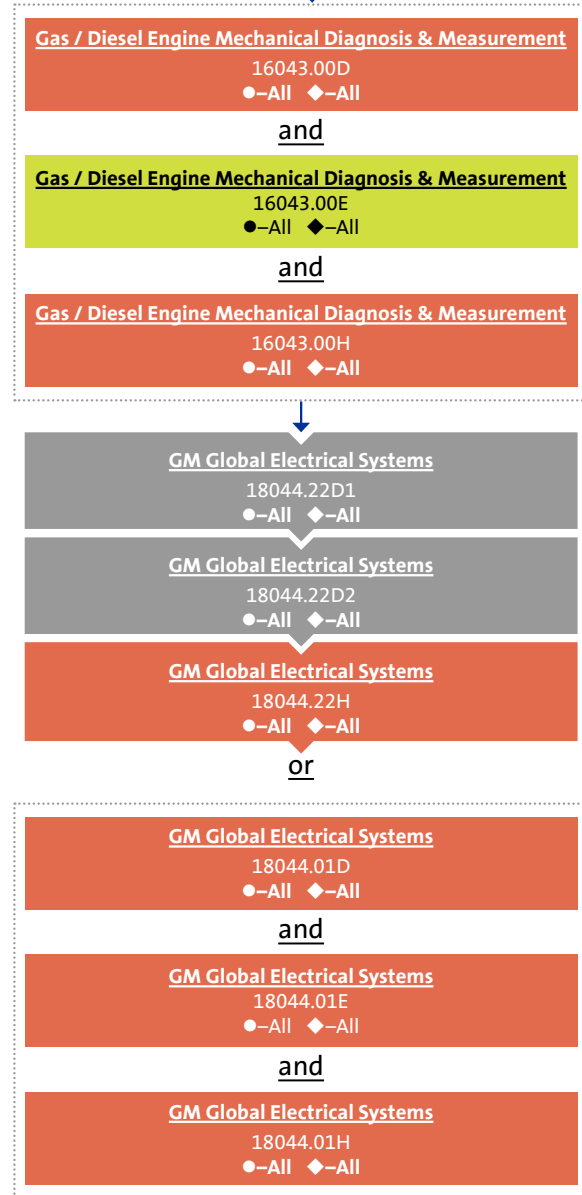 Gas / Diesel Engine Mechanical Diagnosis & Measurement
16043.00D
●–All ◆–All
and
Gas / Diesel Engine Mechanical Diagnosis & Measurement
16043.00E
●–All ◆–All
and
Gas / Diesel Engine Mechanical Diagnosis & Measurement
16043.00H
●–All ◆–All
GM Global Electrical Systems
18044.22D1
●–All ◆–All
GM Global Electrical Systems
18044.22D2
●–All ◆–All
GM Global Electrical Systems
18044.22H
●–All ◆–All
or
GM Global Electrical Systems
18044.01D
●–All ◆–All
and
GM Global Electrical Systems
18044.01E
●–All ◆–All
and
GM Global Electrical Systems
18044.01H
●–All ◆–All